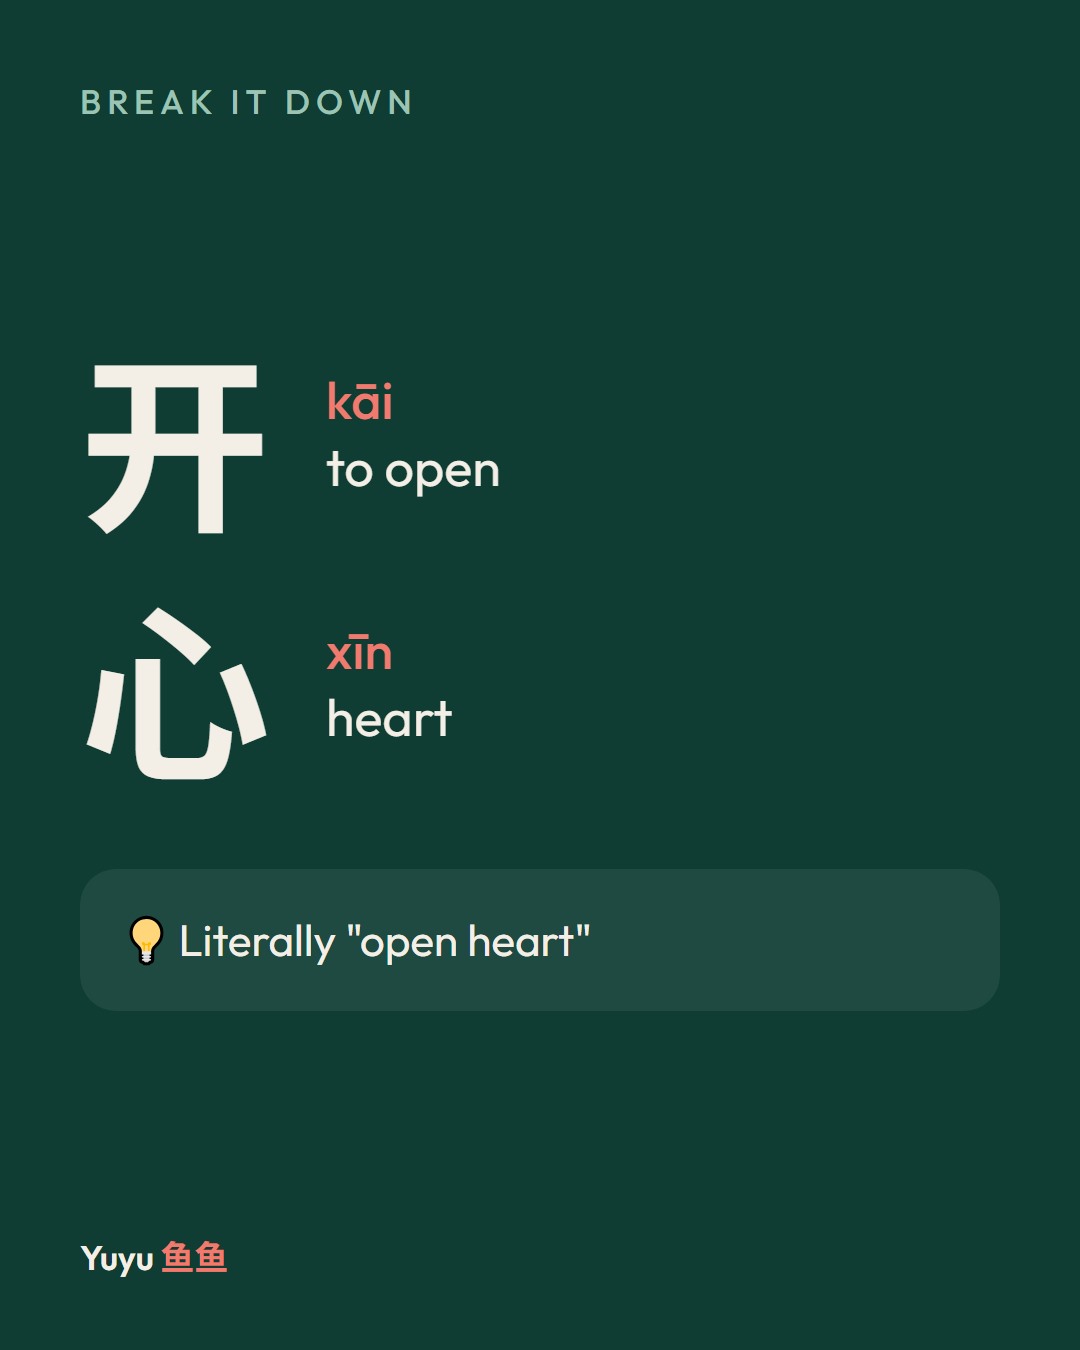 BREAK IT DOWN
开
kāi
to open
心
xīn
heart
💡 Literally "open heart"
Yuyu 鱼鱼